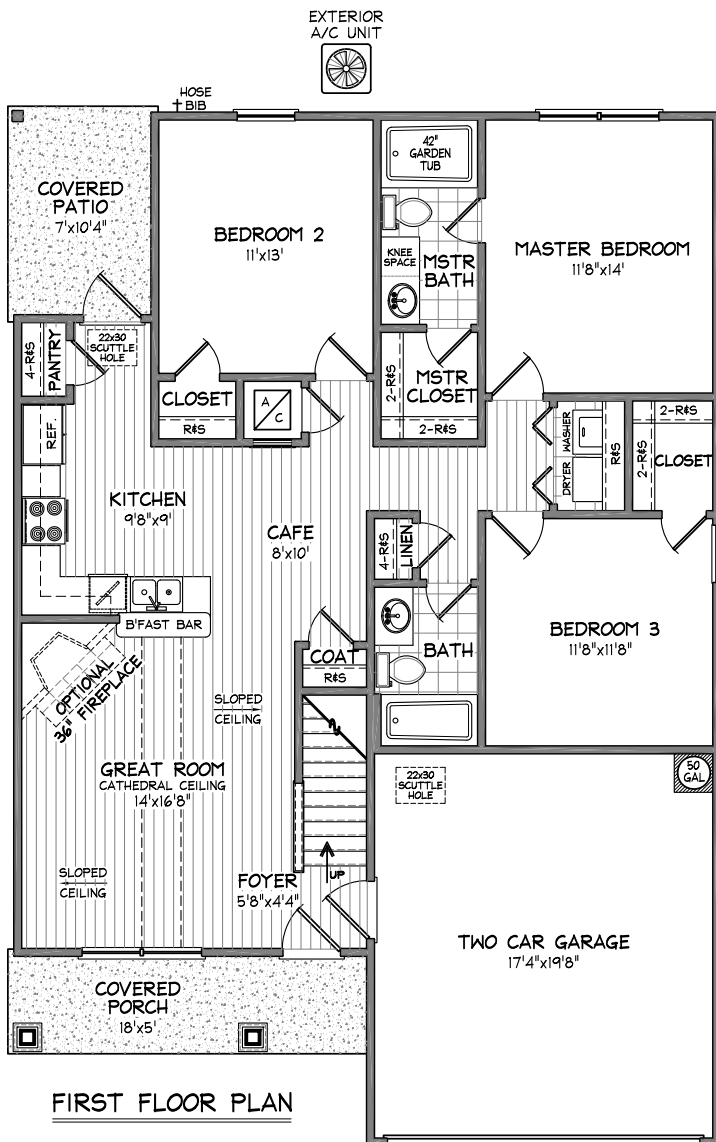 EXTERIOR
A/C UNIT
HOSE
BIB
42"
GARDEN
TUB
COVERED
PATIO
7'x10'4"
BEDROOM 2
11'x13'
KNEE
SPACE
MSTR
BATH
MASTER BEDROOM
11'8"x14'
22x30
SCUTTLE
HOLE
4-R&S
PANTRY
CLOSET
R&S
A
C
2-R&S
MSTR
CLOSET
2-R&S
WASHER
DRYER
R&S
2-R&S
2-R&S
CLOSET
REF.
KITCHEN
9'8"x9'
CAFE
8'x10'
4-R&S
LINEN
B'FAST BAR
BATH
BEDROOM 3
11'8"x11'8"
COAT
R&S
OPTIONAL
36" FIREPLACE
SLOPED
CEILING
GREAT ROOM
CATHEDRAL CEILING
14'x16'8"
22x30
SCUTTLE
HOLE
50
GAL
SLOPED
CEILING
FOYER
5'8"x4'4"
UP
TWO CAR GARAGE
17'4"x19'8"
COVERED
PORCH
18'x5'
FIRST FLOOR PLAN